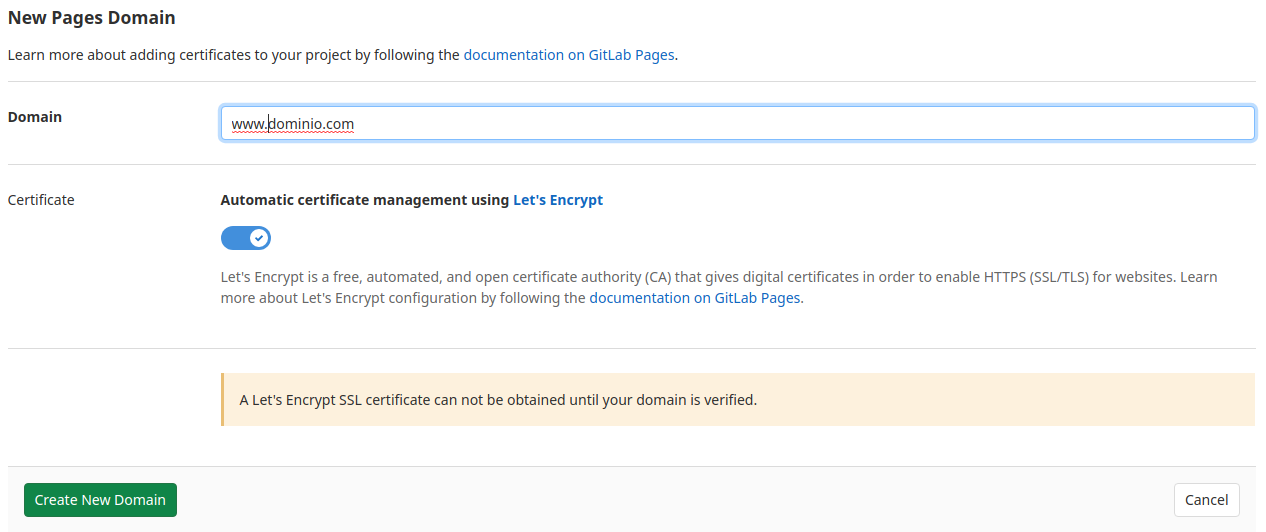 New Pages Domain
Learn more about adding certificates to your project by following the documentation on GitLab Pages.
Domain
www.dominio.com
Certificate
Automatic certificate management using Let's Encrypt
Let's Encrypt is a free, automated, and open certificate authority (CA) that gives digital certificates in order to enable HTTPS (SSL/TLS) for websites. Learn
more about Let's Encrypt configuration by following the documentation on GitLab Pages.
A Let's Encrypt SSL certificate can not be obtained until your domain is verified.
Create New Domain
Cancel